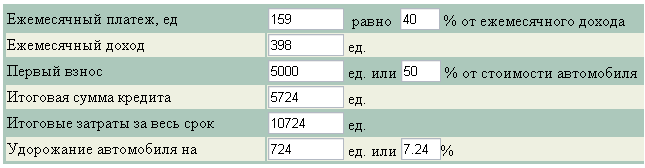 Ежемесячный платеж, ед 159 равно 40 % от ежемесячного дохода
Ежемесячный доход 398 ед.
Первый взнос 5000 ед. или 50 % от стоимости автомобиля
Итоговая сумма кредита 5724 ед.
Итоговые затраты за весь срок 10724 ед.
Удорожание автомобиля на 724 ед. или 7.24 %